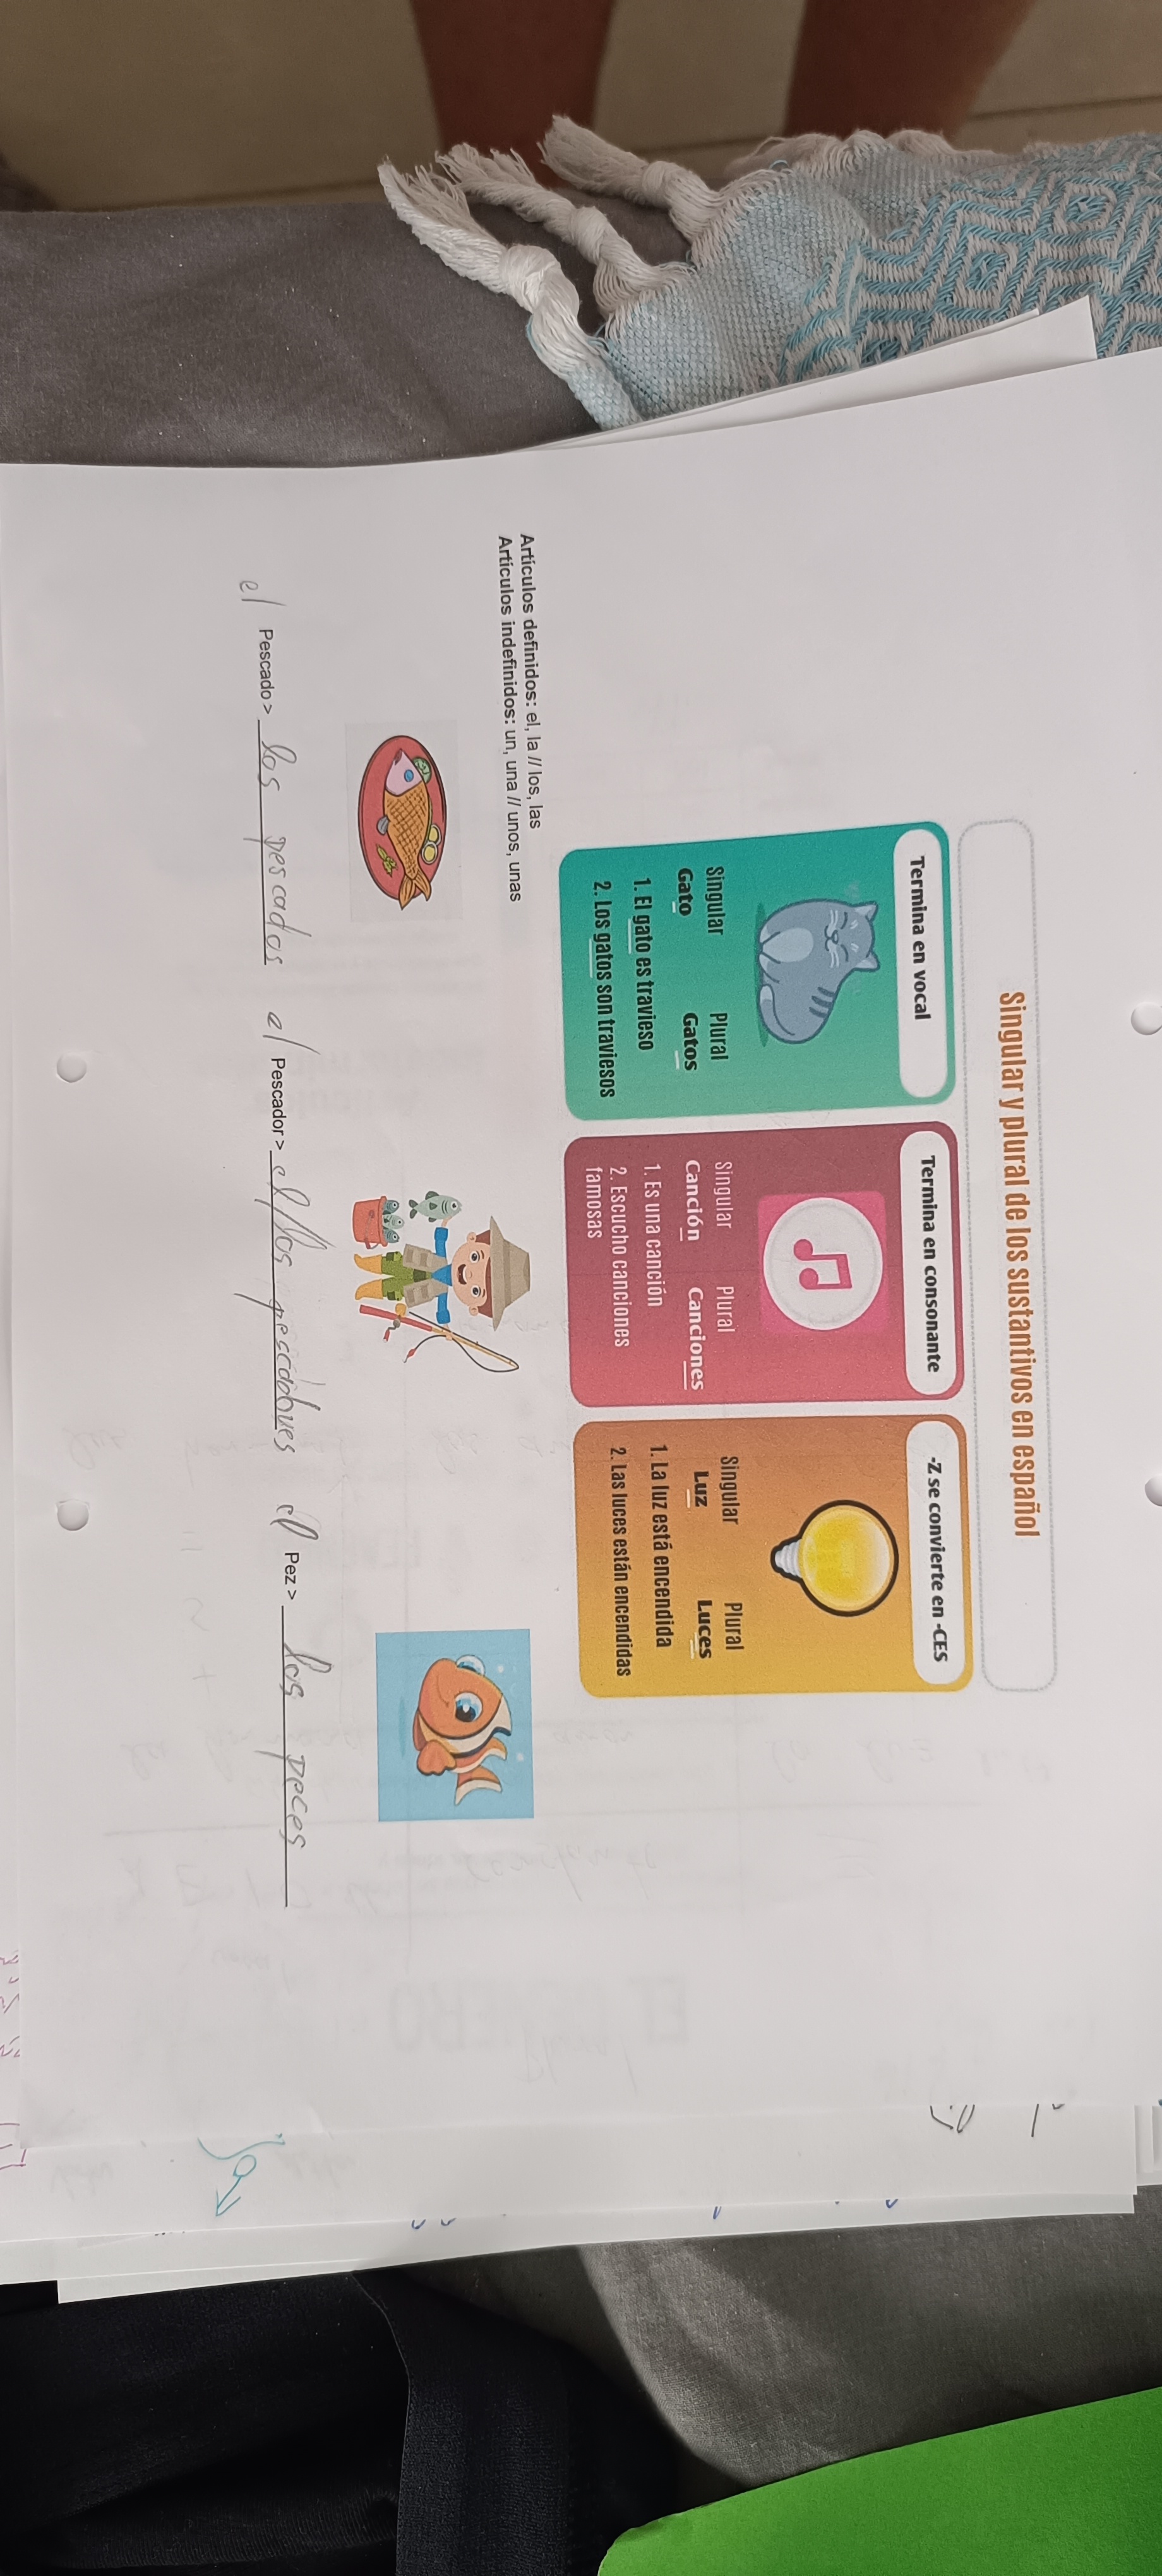 Singular y plural de los sustantivos en español
Termina en vocal
Singular Plural
Gato Gatos
1. El gato es travieso
2. Los gatos son traviesos
Termina en consonante
Singular Plural
Canción Canciones
1. Es una canción
2. Escucho canciones
famosas
-Z se convierte en -CES
Singular Plural
Luz Luces
1. La luz está encendida
2. Las luces están encendidas
Artículos definidos: el, la // los, las
Artículos indefinidos: un, una // unos, unas
el Pescado> los pescados el Pescador> el/los pescadores el Pez> los peces